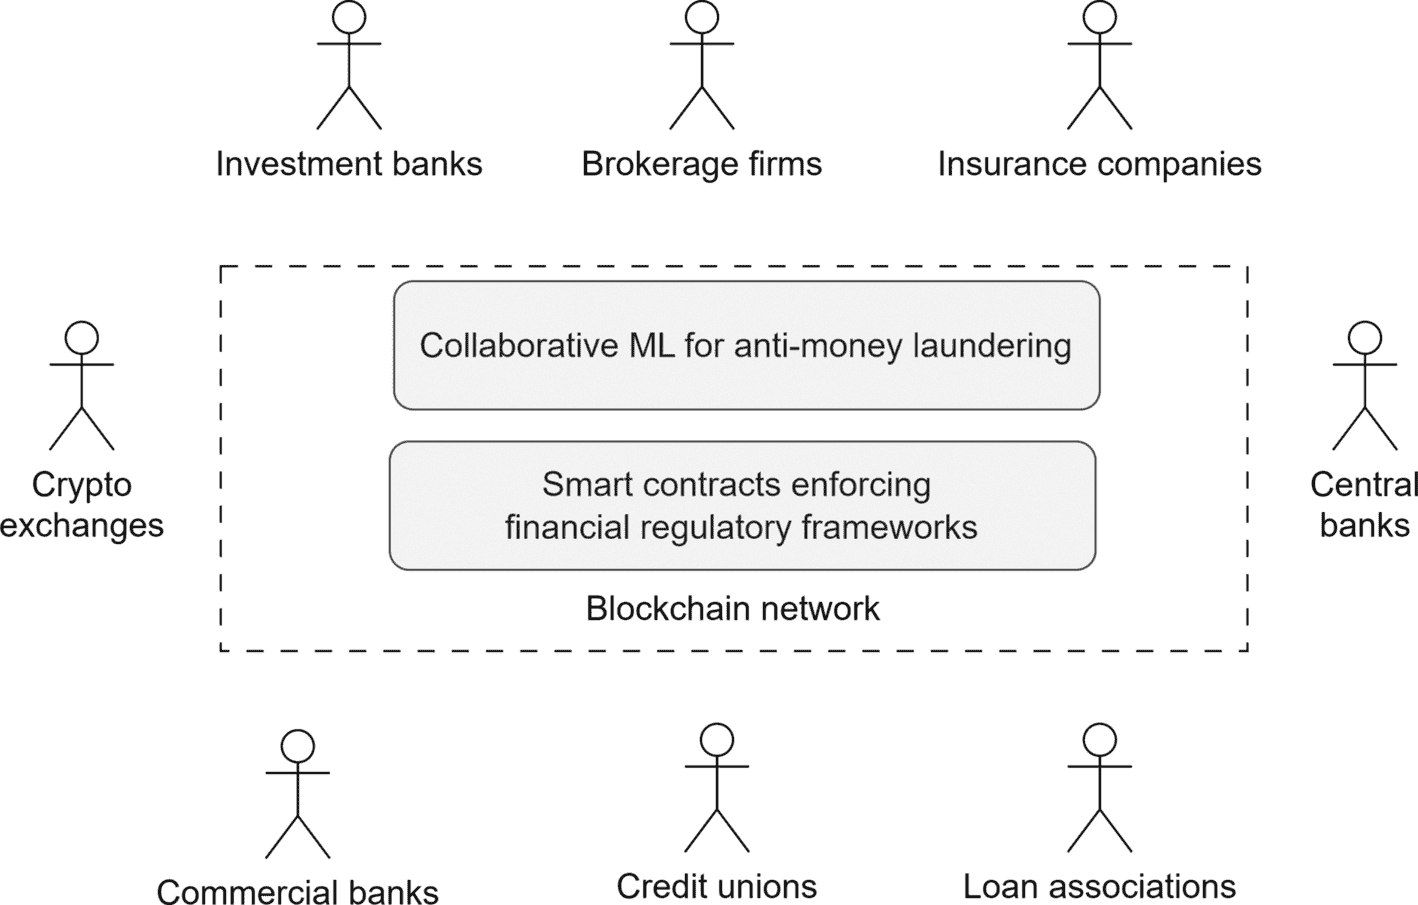 Investment banks
Brokerage firms
Insurance companies
Collaborative ML for anti-money laundering
Crypto
exchanges
Smart contracts enforcing
financial regulatory frameworks
Central
banks
Blockchain network
Commercial banks
Credit unions
Loan associations